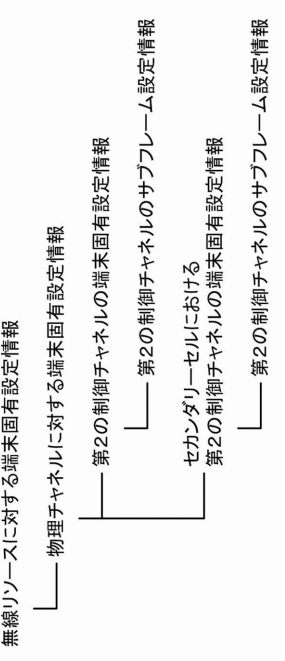 無線リソースに対する端末固有設定情報
物理チャネルに対する端末固有設定情報
第2の制御チャネルの端末固有設定情報
第2の制御チャネルのサブフレーム設定情報
セカンダリーセルにおける
第2の制御チャネルの端末固有設定情報
第2の制御チャネルのサブフレーム設定情報